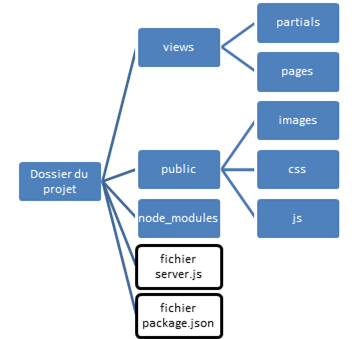 partials
views
pages
images
Dossier du
projet
public
css
node_modules
js
fichier
server.js
fichier
package.json